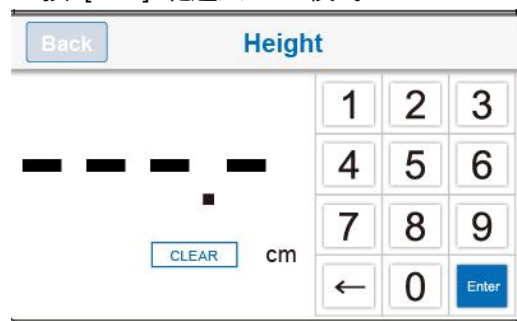 Back
Height
1 2 3
4 5 6
7 8 9
← 0 Enter
_ _ _ . _
CLEAR cm